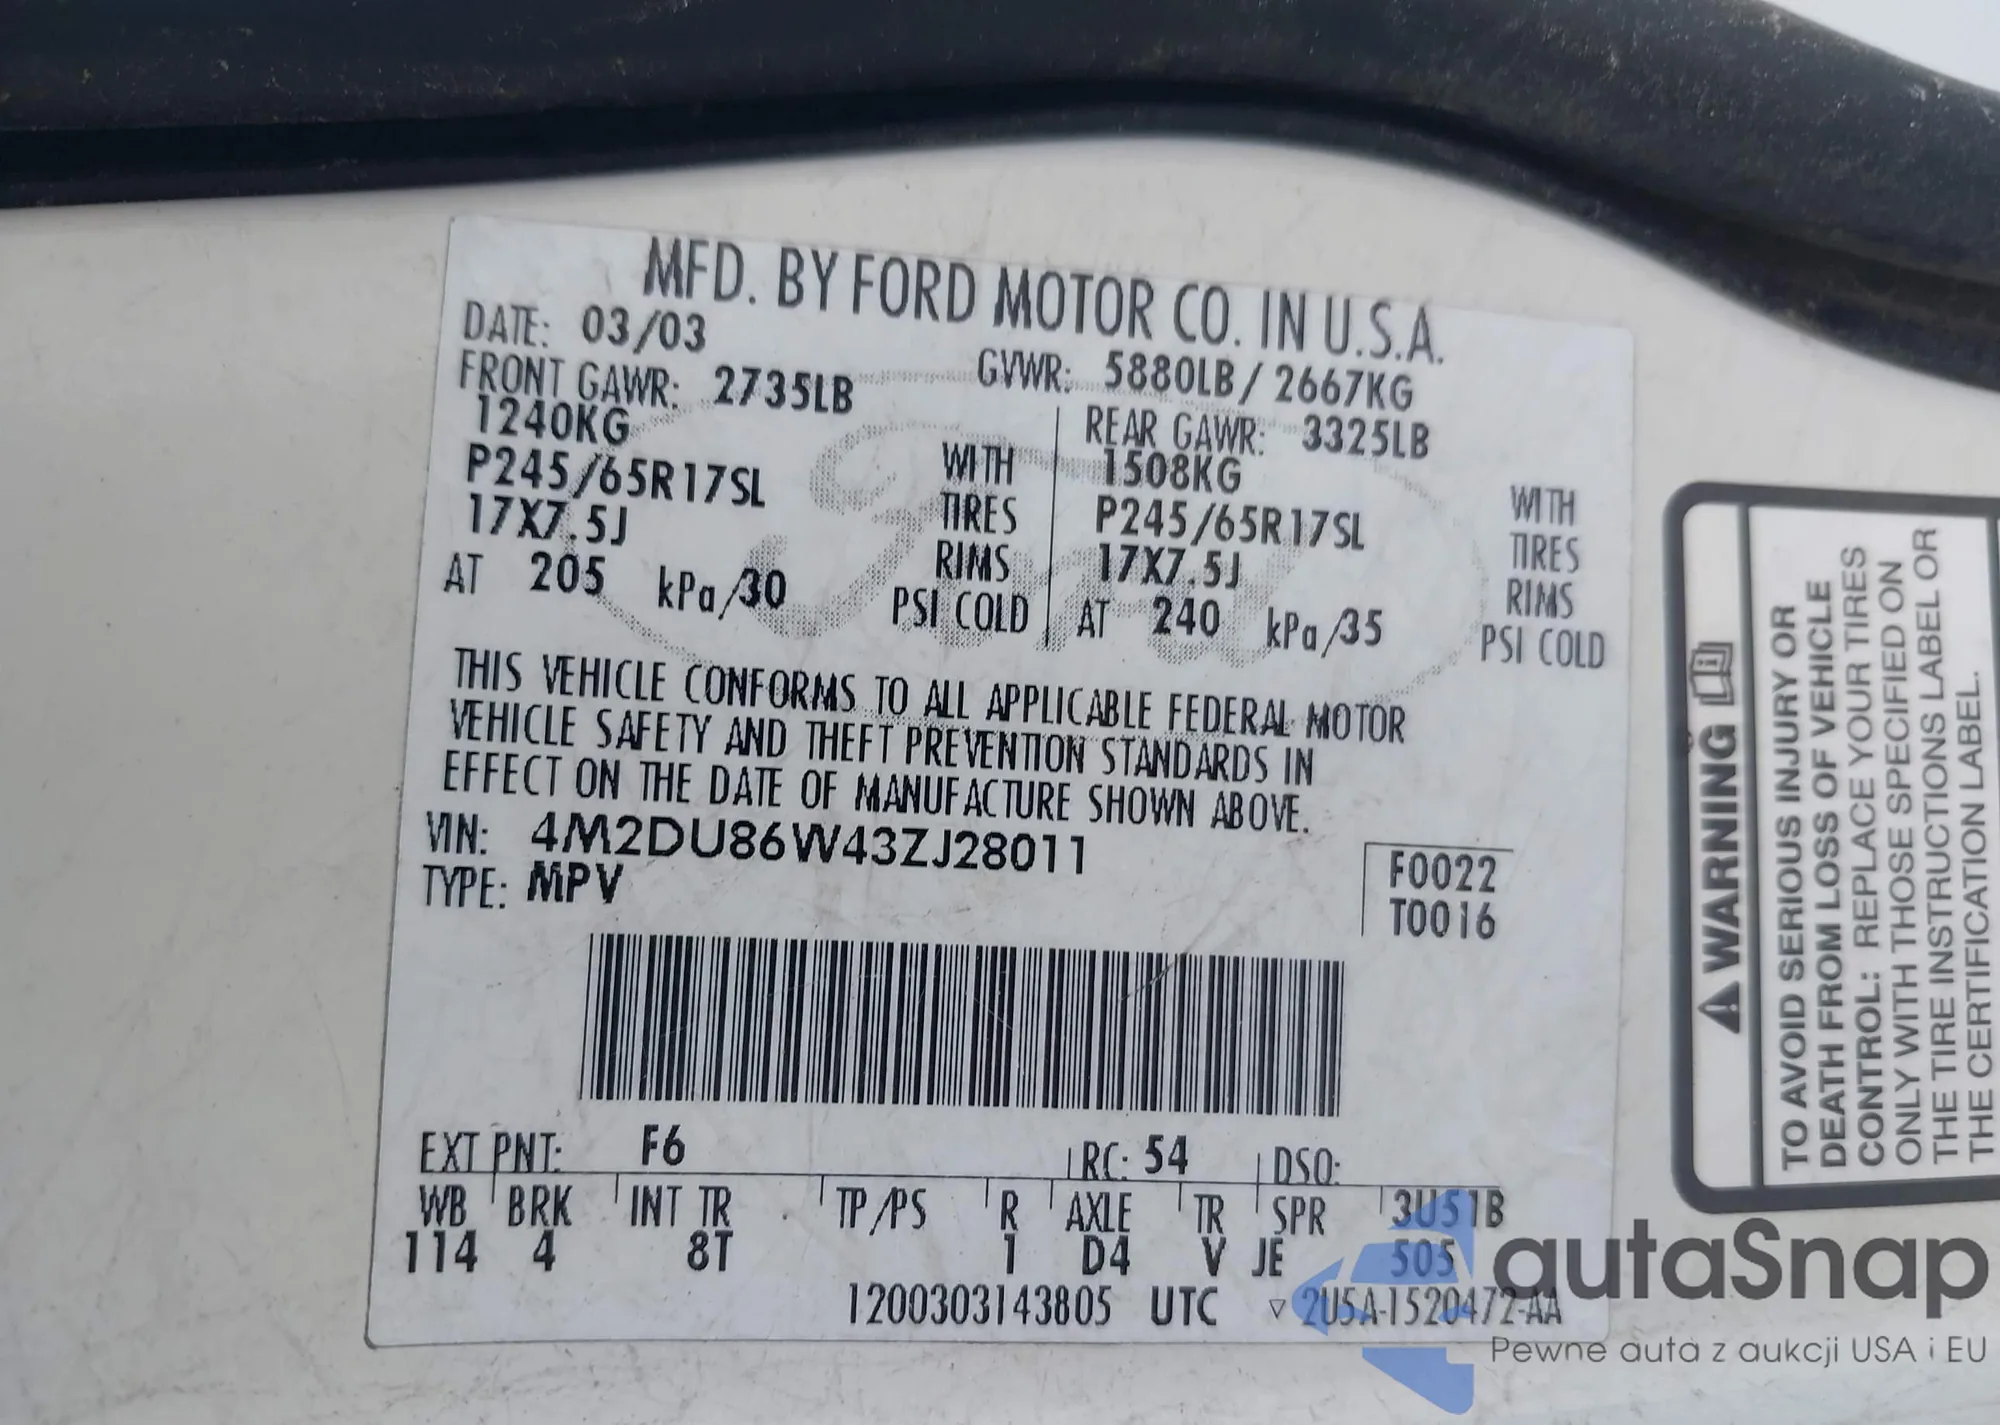 MFD. BY FORD MOTOR CO. IN U.S.A.
DATE: 03/03
GVWR: 5880LB / 2667KG
FRONT GAWR: 2735LB
1240KG
P245/65R17SL
17X7.5J
AT 205 kPa/30
WITH
TIRES
RIMS
PSI COLD
REAR GAWR: 3325LB
1508KG
P245/65R17SL
17X7.5J
AT 240 kPa/35
WITH
TIRES
RIMS
PSI COLD
THIS VEHICLE CONFORMS TO ALL APPLICABLE FEDERAL MOTOR
VEHICLE SAFETY AND THEFT PREVENTION STANDARDS IN
EFFECT ON THE DATE OF MANUFACTURE SHOWN ABOVE.
VIN: 4M2DU86W43ZJ28011
TYPE: MPV
F0022
T0016
EXT PNT: F6 RC: 54 DSO:
WB BRK INT TR TP/PS R AXLE TR SPR 3U51B
114 4 8T 1 D4 V JE 505
1200303143805 UTC ▽ 2U5A-1520472-AA
WARNING
TO AVOID SERIOUS INJURY OR
DEATH FROM LOSS OF VEHICLE
CONTROL: REPLACE YOUR TIRES
ONLY WITH THOSE SPECIFIED ON
THE TIRE INSTRUCTIONS LABEL OR
THE CERTIFICATION LABEL.
autaSnap
Pewne auta z aukcji USA i EU